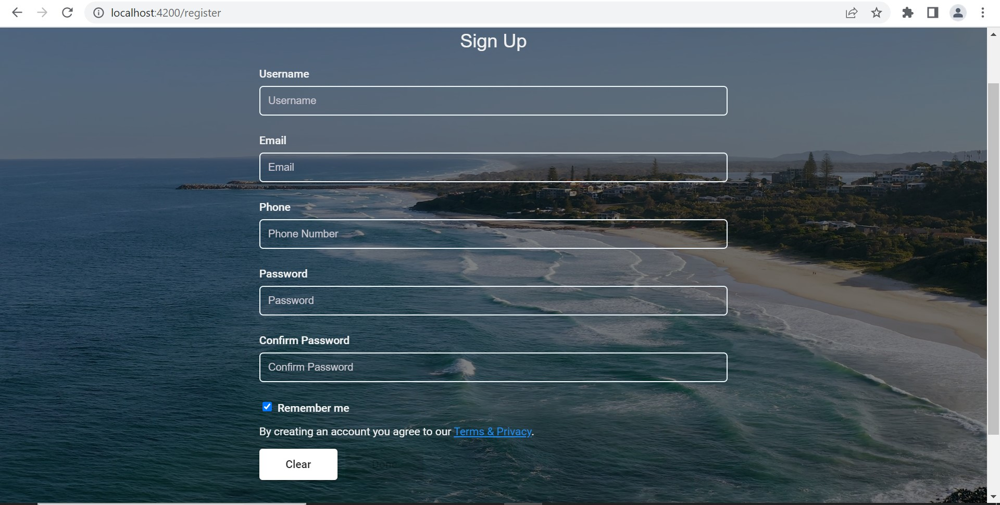 localhost:4200/register
Sign Up
Username
Username
Email
Email
Phone
Phone Number
Password
Password
Confirm Password
Confirm Password
Remember me
By creating an account you agree to our Terms & Privacy.
Clear
Done